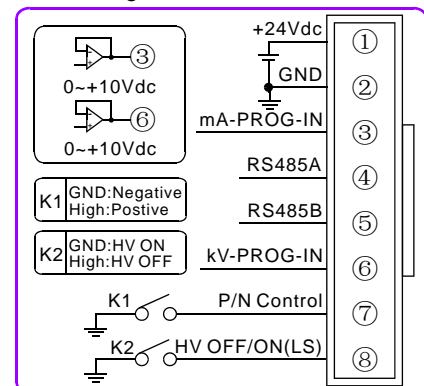 +24Vdc
①
③
0~+10Vdc
GND
②
mA-PROG-IN
③
⑥
0~+10Vdc
RS485A
④
K1
GND:Negative
High:Postive
RS485B
⑤
K2
GND:HV ON
High:HV OFF
kV-PROG-IN
⑥
K1
P/N Control
⑦
K2
HV OFF/ON(LS)
⑧